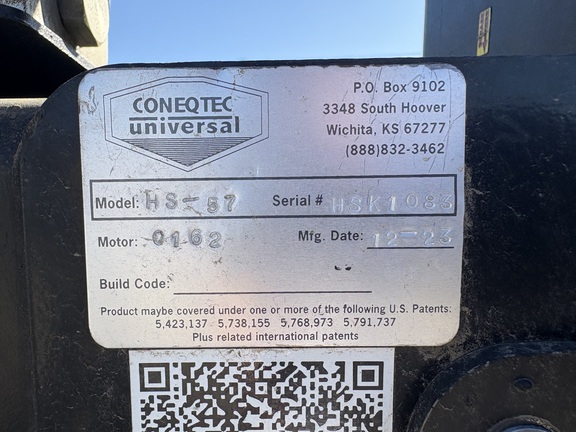 CONEQTEC
universal
P.O. Box 9102
3348 South Hoover
Wichita, KS 67277
(888)832-3462
Model: HS-57 Serial # HSK1083
Motor: 0162 Mfg. Date: 12-23
Build Code:
Product maybe covered under one or more of the following U.S. Patents:
5,423,137 5,738,155 5,768,973 5,791,737
Plus related international patents